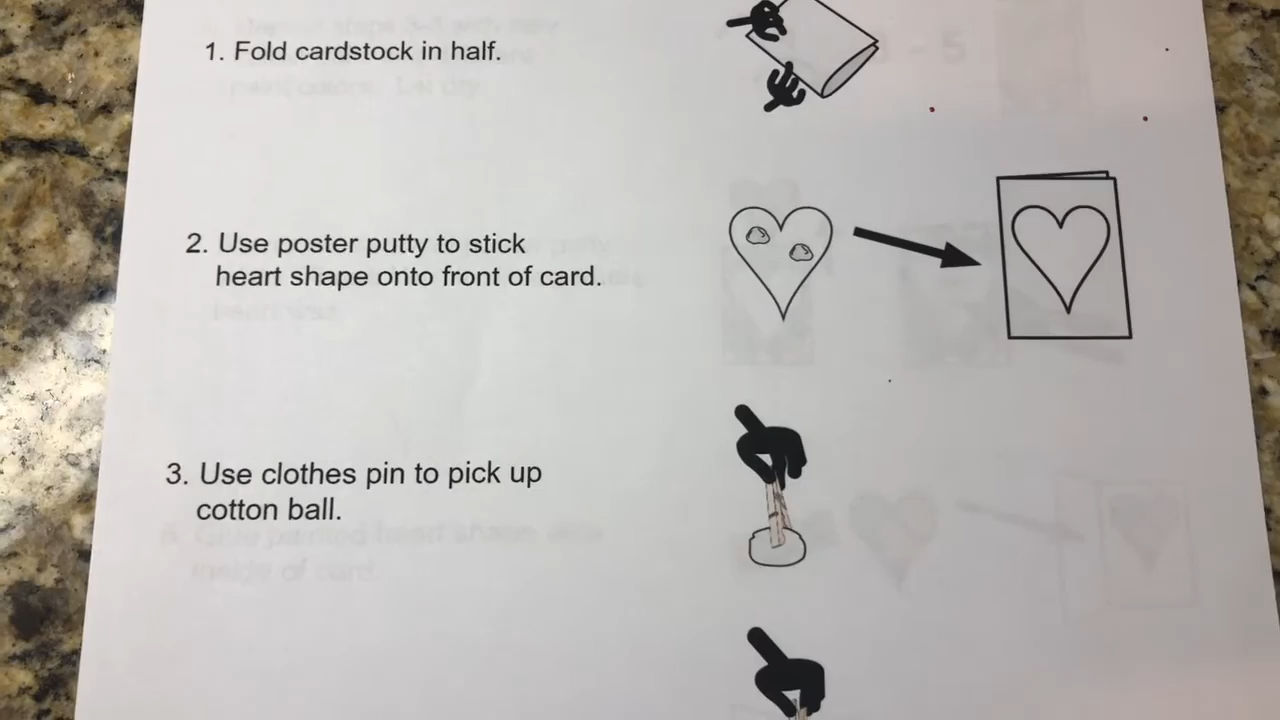 1. Fold cardstock in half.
2. Use poster putty to stick
heart shape onto front of card.
3. Use clothes pin to pick up
cotton ball.